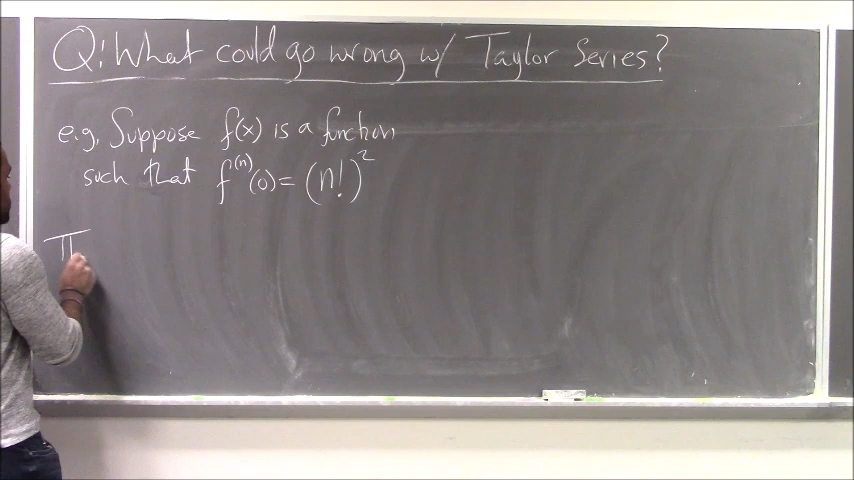 Q: What could go wrong w/ Taylor Series?
e.g. Suppose f(x) is a function
such that f^(n)(0) = (n!)^2
T